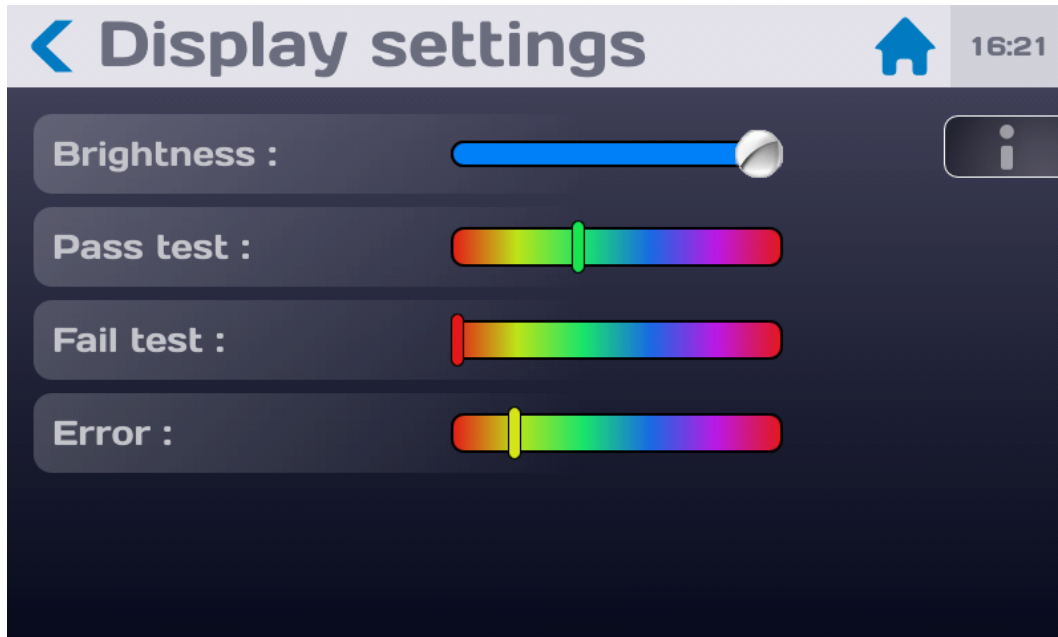 Display settings
16:21
Brightness :
Pass test :
Fail test :
Error :